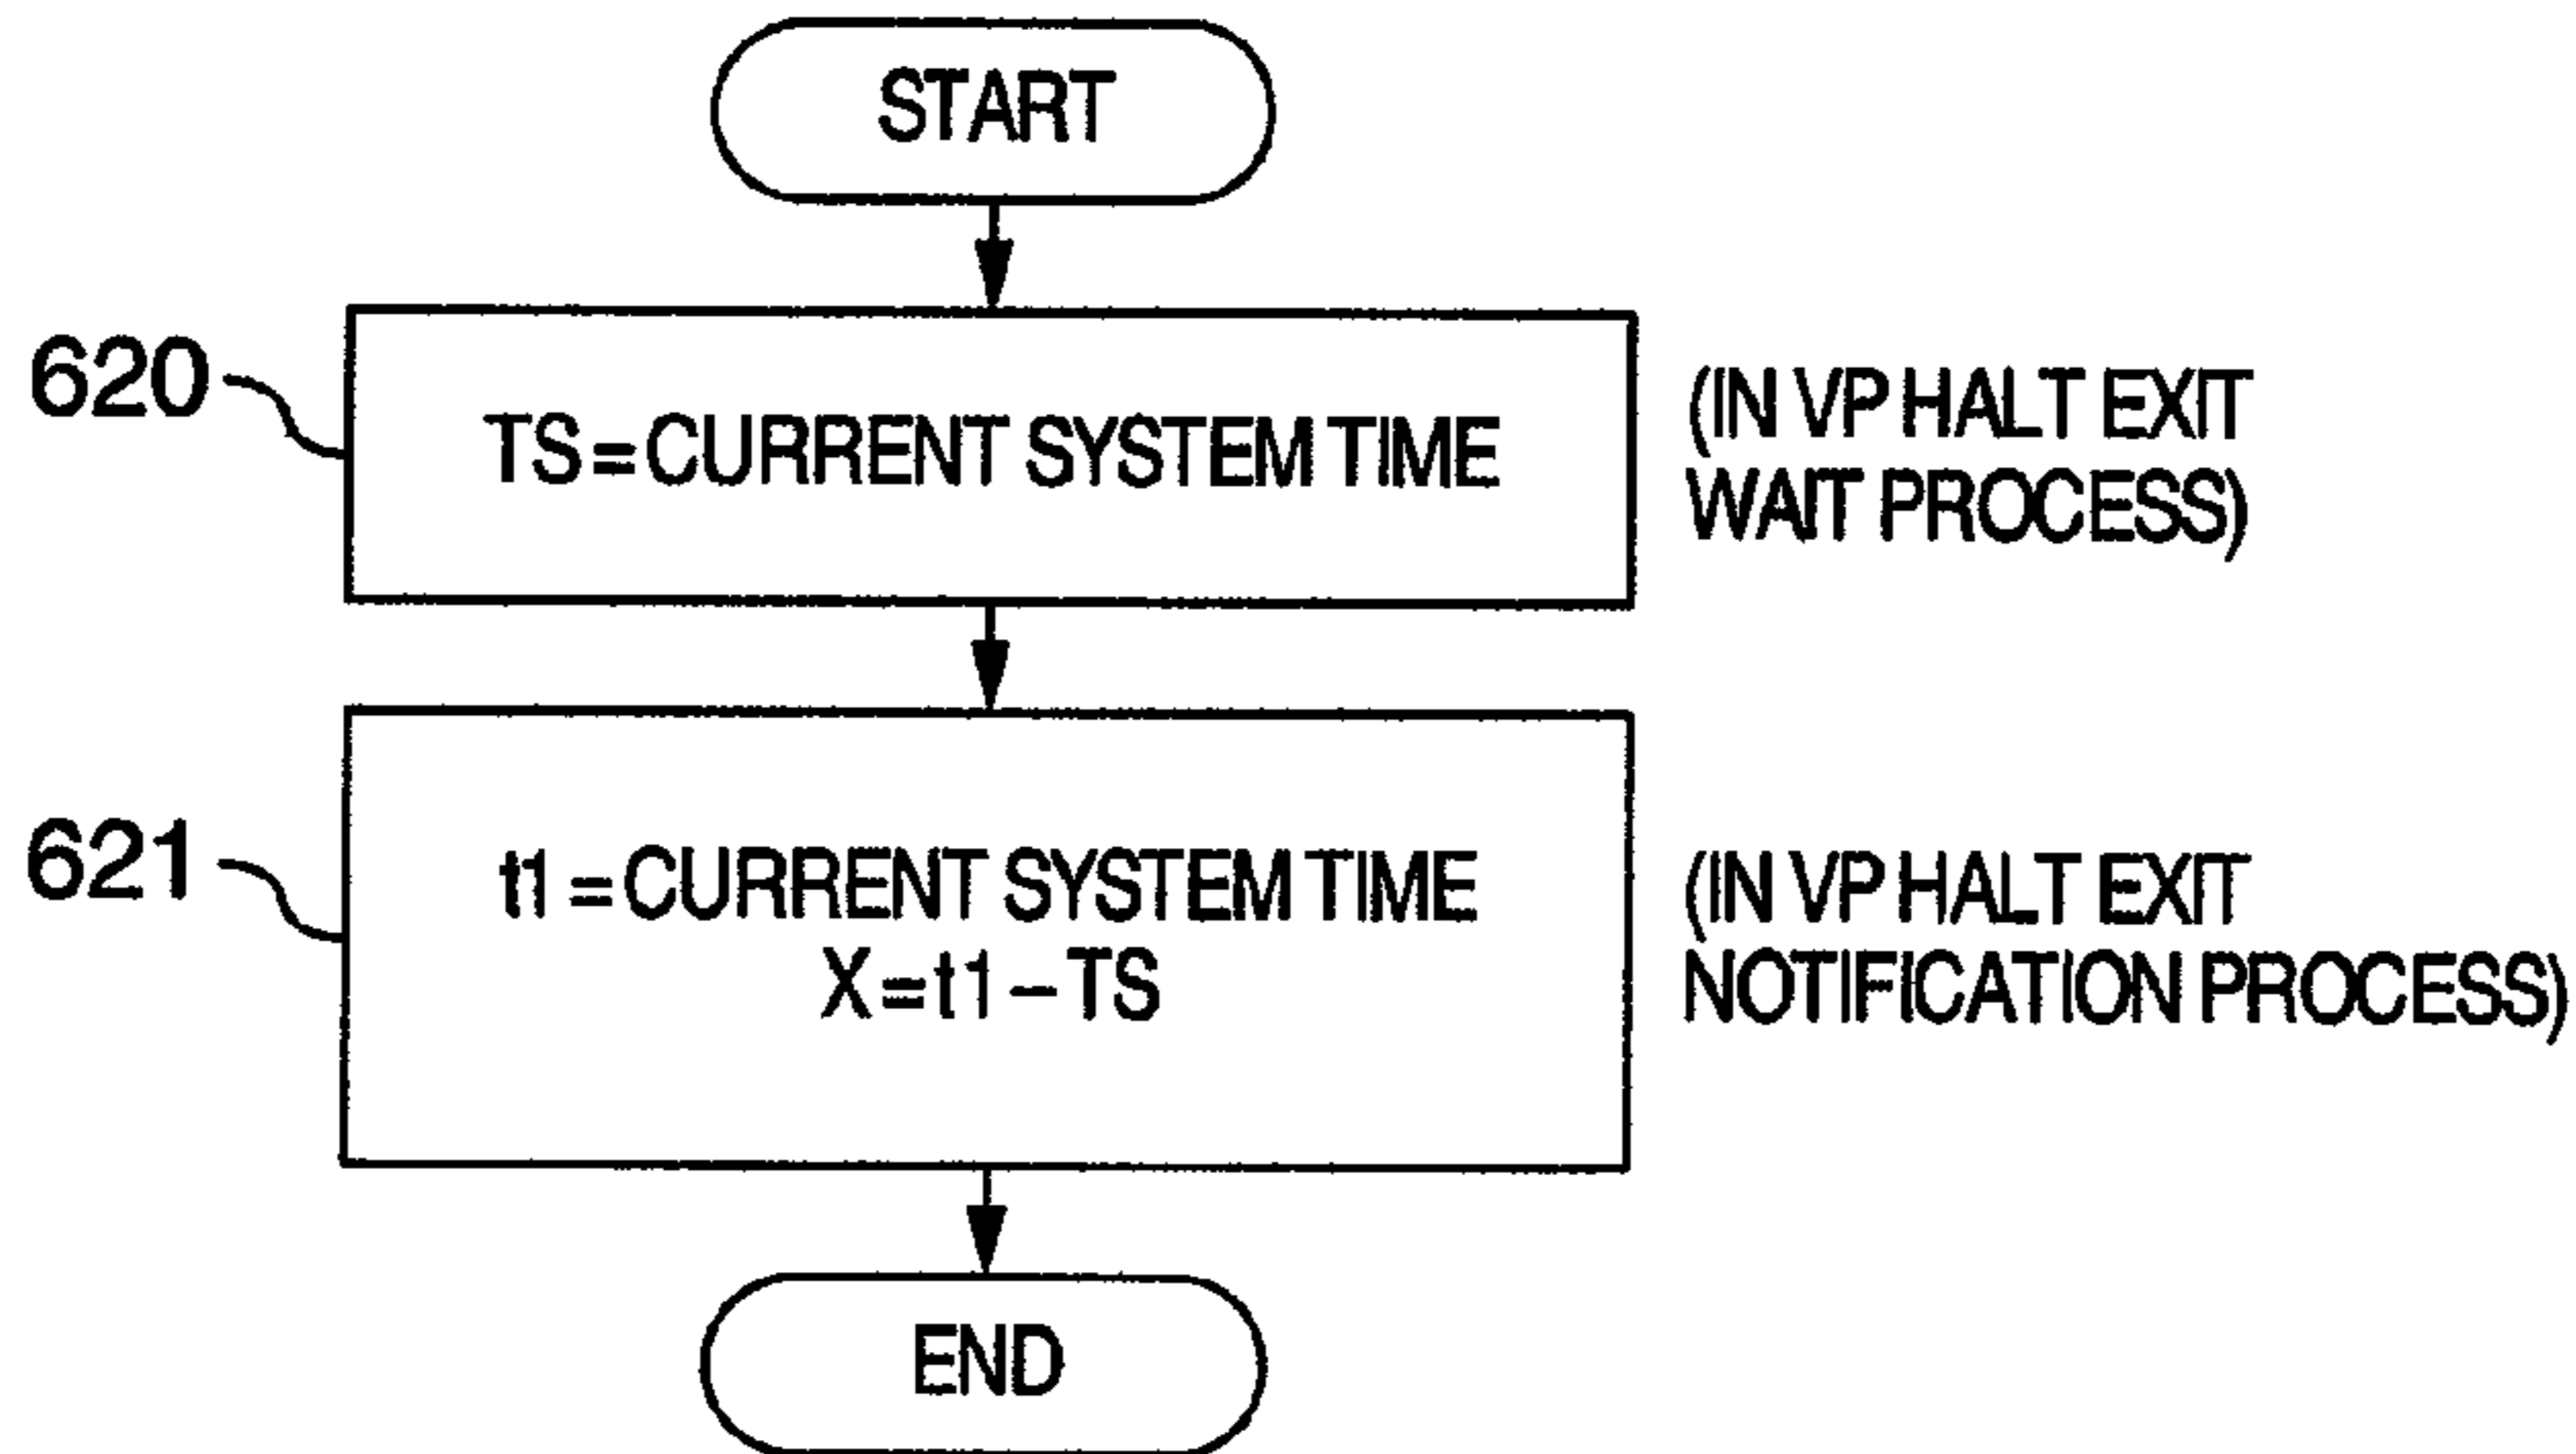 START
620
TS=CURRENT SYSTEM TIME
(IN VP HALT EXIT
WAIT PROCESS)
621
t1=CURRENT SYSTEM TIME
X=t1-TS
(IN VP HALT EXIT
NOTIFICATION PROCESS)
END